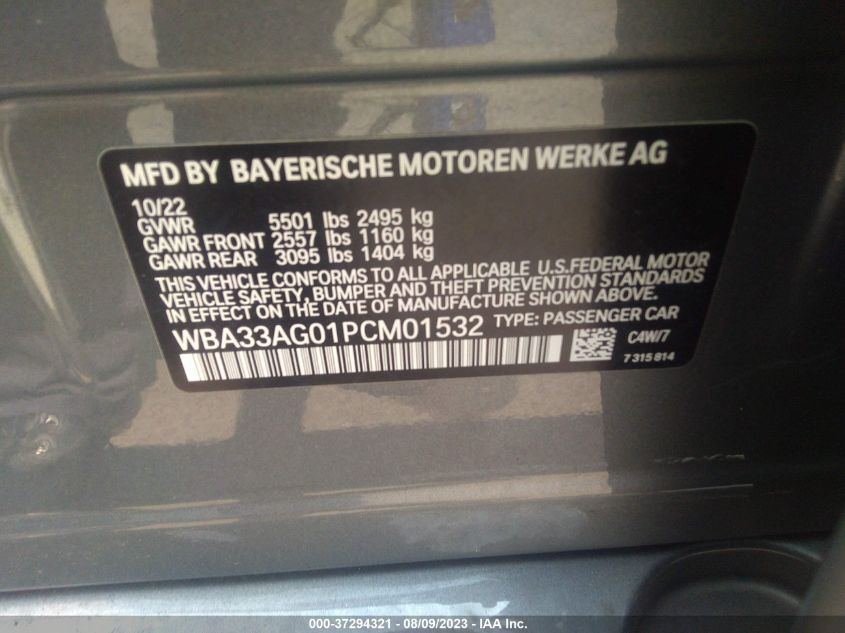 MFD BY BAYERISCHE MOTOREN WERKE AG
10/22
GVWR 5501 lbs 2495 kg
GAWR FRONT 2557 lbs 1160 kg
GAWR REAR 3095 lbs 1404 kg
THIS VEHICLE CONFORMS TO ALL APPLICABLE U.S.FEDERAL MOTOR
VEHICLE SAFETY, BUMPER AND THEFT PREVENTION STANDARDS
IN EFFECT ON THE DATE OF MANUFACTURE SHOWN ABOVE.
WBA33AG01PCM01532 TYPE: PASSENGER CAR
C4W/7
7315814
000-37294321 - 08/09/2023 - IAA Inc.